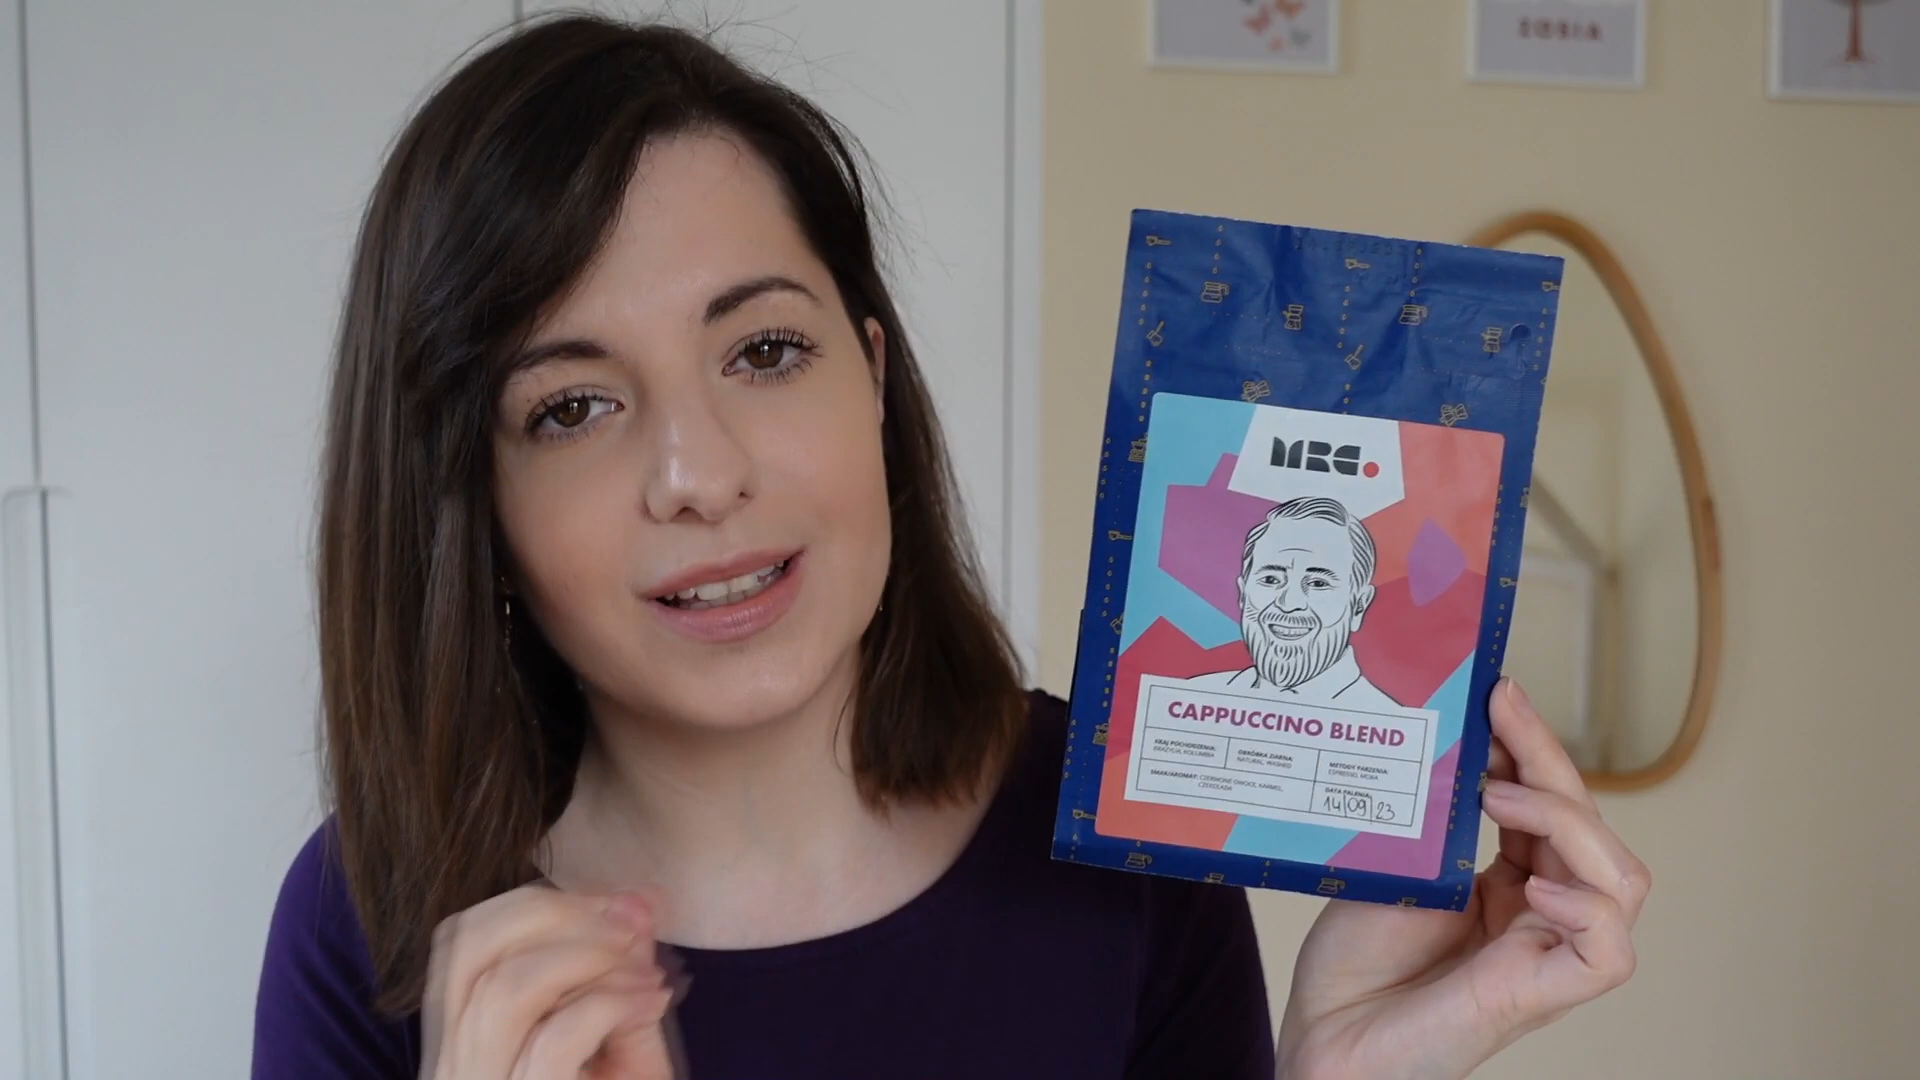 ZOSIA
MRC.
CAPPUCCINO BLEND
KRAJ POCHODZENIA:
BRAZYLIA, KOLUMBIA
OBRÓBKA ZIARNA:
NATURAL, WASHED
METODY PARZENIA:
ESPRESSO, MOKA
SMAK/AROMAT: CZERWONE OWOCE, KARMEL,
CZEKOLADA
DATA PALENIA:
14/09/23